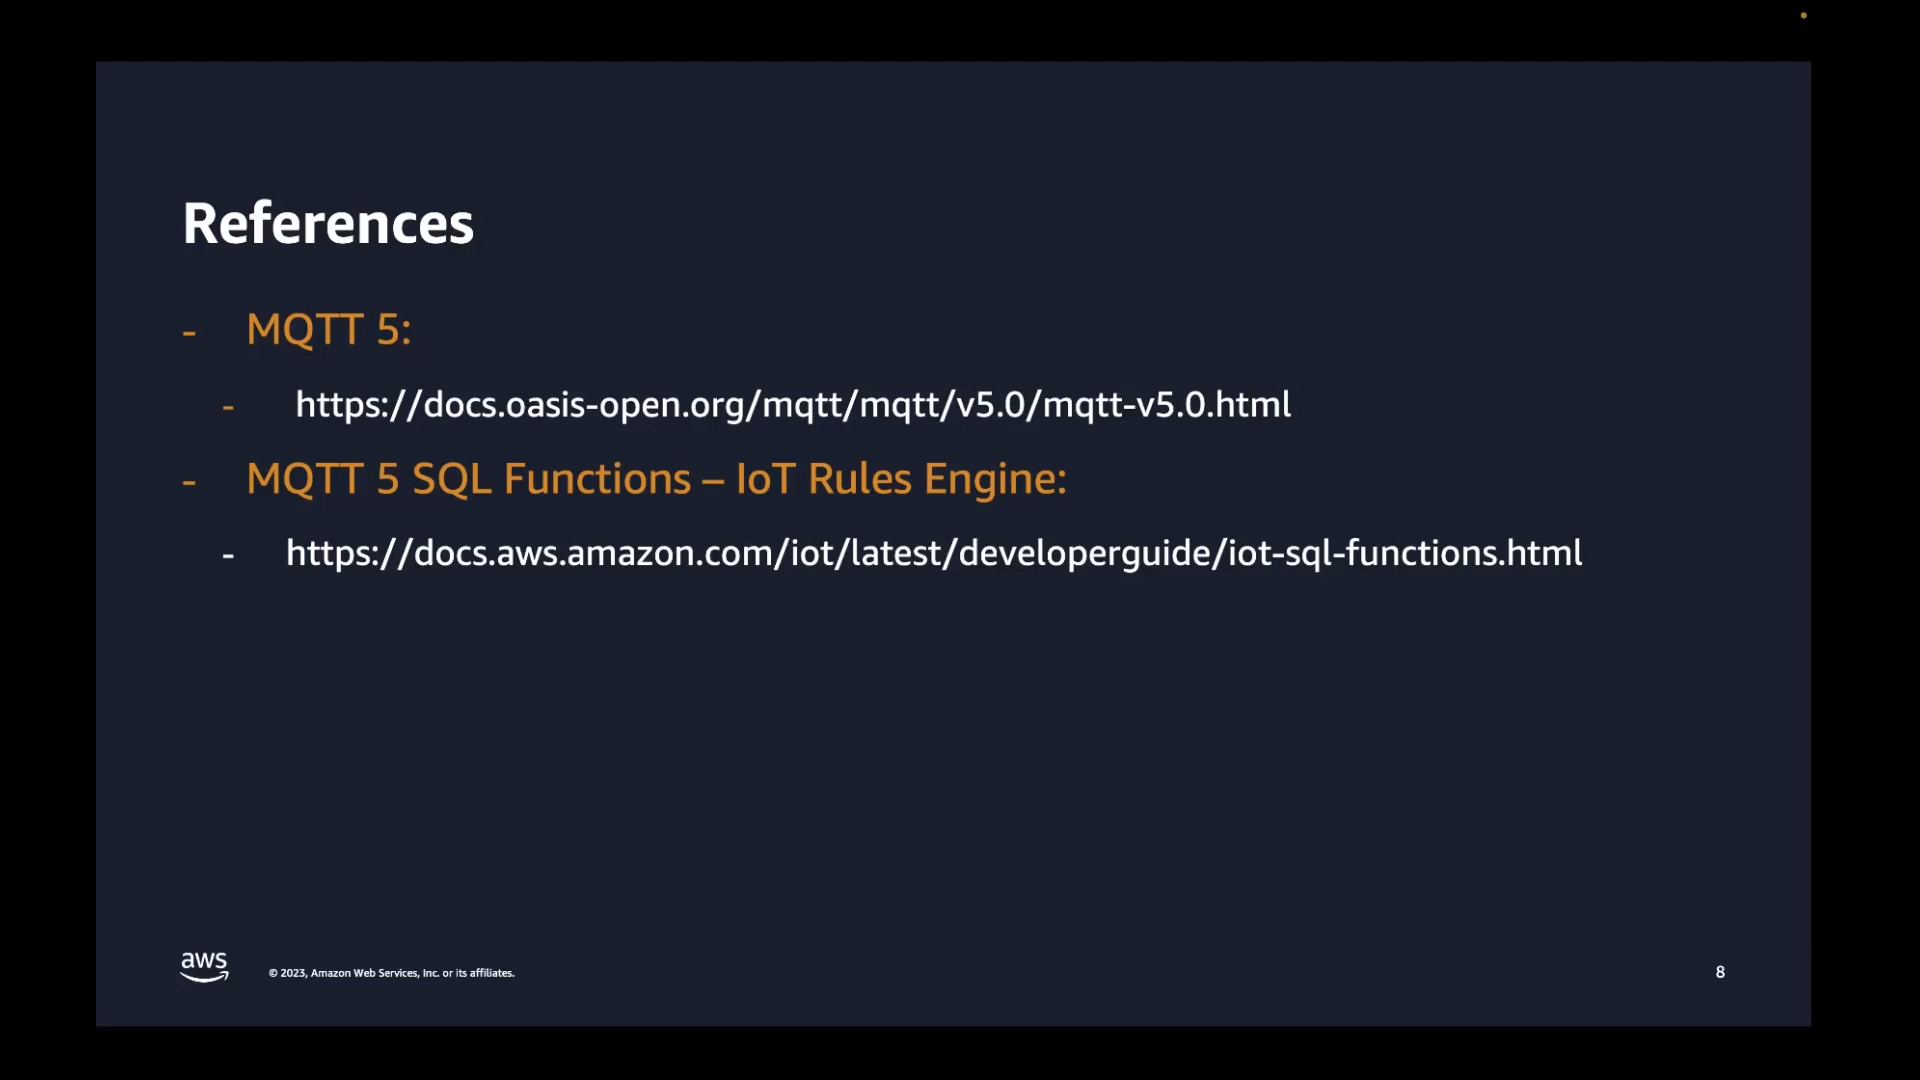 References
- MQTT 5:
- https://docs.oasis-open.org/mqtt/mqtt/v5.0/mqtt-v5.0.html
- MQTT 5 SQL Functions – IoT Rules Engine:
- https://docs.aws.amazon.com/iot/latest/developerguide/iot-sql-functions.html
aws
© 2023, Amazon Web Services, Inc. or its affiliates.
8